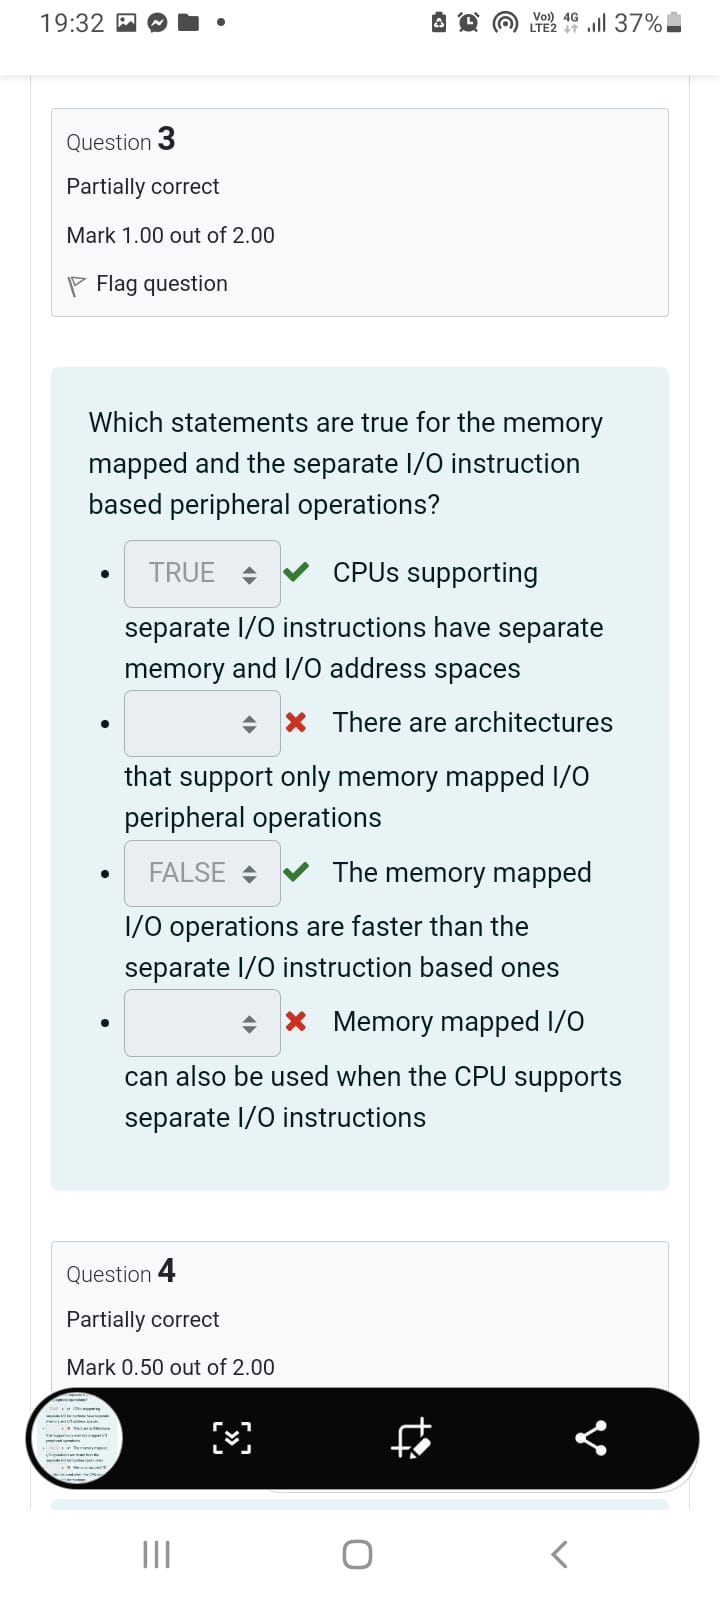 19:32
Vo)) 4G
LTE2
37%
Question 3
Partially correct
Mark 1.00 out of 2.00
Flag question
Which statements are true for the memory
mapped and the separate I/O instruction
based peripheral operations?
TRUE CPUs supporting
separate I/O instructions have separate
memory and I/O address spaces
There are architectures
that support only memory mapped I/O
peripheral operations
FALSE The memory mapped
I/O operations are faster than the
separate I/O instruction based ones
Memory mapped I/O
can also be used when the CPU supports
separate I/O instructions
Question 4
Partially correct
Mark 0.50 out of 2.00